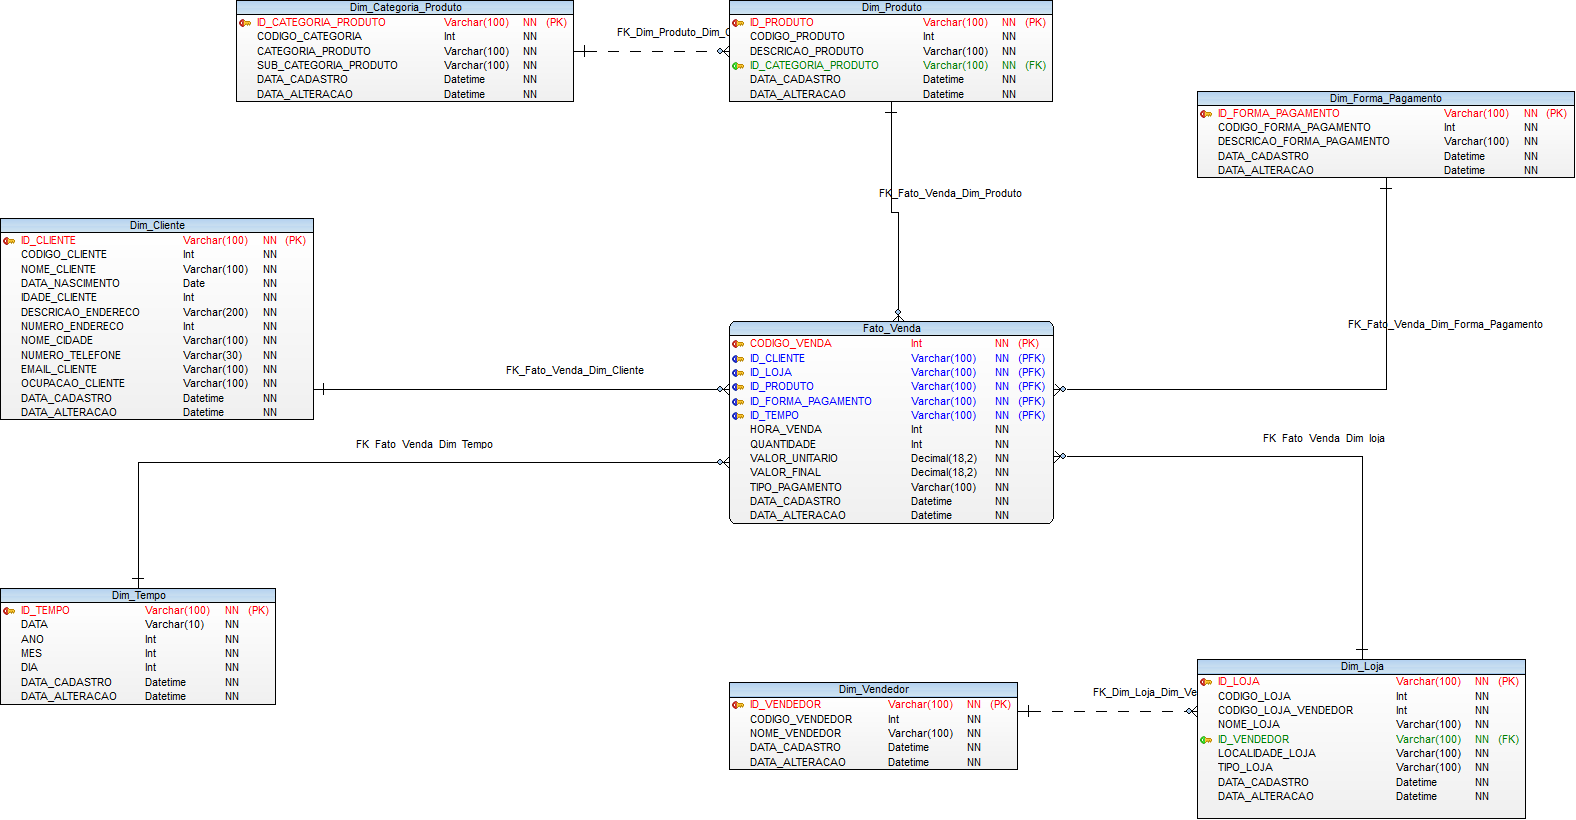 Dim_Categoria_Produto
ID_CATEGORIA_PRODUTO Varchar(100) NN (PK)
CODIGO_CATEGORIA Int NN
CATEGORIA_PRODUTO Varchar(100) NN
SUB_CATEGORIA_PRODUTO Varchar(100) NN
DATA_CADASTRO Datetime NN
DATA_ALTERACAO Datetime NN
FK_Dim_Produto_Dim_C
Dim_Produto
ID_PRODUTO Varchar(100) NN (PK)
CODIGO_PRODUTO Int NN
DESCRICAO_PRODUTO Varchar(100) NN
ID_CATEGORIA_PRODUTO Varchar(100) NN (FK)
DATA_CADASTRO Datetime NN
DATA_ALTERACAO Datetime NN
Dim_Forma_Pagamento
ID_FORMA_PAGAMENTO Varchar(100) NN (PK)
CODIGO_FORMA_PAGAMENTO Int NN
DESCRICAO_FORMA_PAGAMENTO Varchar(100) NN
DATA_CADASTRO Datetime NN
DATA_ALTERACAO Datetime NN
FK_Fato_Venda_Dim_Produto
Dim_Cliente
ID_CLIENTE Varchar(100) NN (PK)
CODIGO_CLIENTE Int NN
NOME_CLIENTE Varchar(100) NN
DATA_NASCIMENTO Date NN
IDADE_CLIENTE Int NN
DESCRICAO_ENDERECO Varchar(200) NN
NUMERO_ENDERECO Int NN
NOME_CIDADE Varchar(100) NN
NUMERO_TELEFONE Varchar(30) NN
EMAIL_CLIENTE Varchar(100) NN
OCUPACAO_CLIENTE Varchar(100) NN
DATA_CADASTRO Datetime NN
DATA_ALTERACAO Datetime NN
FK_Fato_Venda_Dim_Cliente
Fato_Venda
CODIGO_VENDA Int NN (PK)
ID_CLIENTE Varchar(100) NN (PFK)
ID_LOJA Varchar(100) NN (PFK)
ID_PRODUTO Varchar(100) NN (PFK)
ID_FORMA_PAGAMENTO Varchar(100) NN (PFK)
ID_TEMPO Varchar(100) NN (PFK)
HORA_VENDA Int NN
QUANTIDADE Int NN
VALOR_UNITARIO Decimal(18,2) NN
VALOR_FINAL Decimal(18,2) NN
TIPO_PAGAMENTO Varchar(100) NN
DATA_CADASTRO Datetime NN
DATA_ALTERACAO Datetime NN
FK_Fato_Venda_Dim_Forma_Pagamento
FK_Fato_Venda_Dim_Tempo
FK_Fato_Venda_Dim_loja
Dim_Tempo
ID_TEMPO Varchar(100) NN (PK)
DATA Varchar(10) NN
ANO Int NN
MES Int NN
DIA Int NN
DATA_CADASTRO Datetime NN
DATA_ALTERACAO Datetime NN
Dim_Vendedor
ID_VENDEDOR Varchar(100) NN (PK)
CODIGO_VENDEDOR Int NN
NOME_VENDEDOR Varchar(100) NN
DATA_CADASTRO Datetime NN
DATA_ALTERACAO Datetime NN
FK_Dim_Loja_Dim_Ve
Dim_Loja
ID_LOJA Varchar(100) NN (PK)
CODIGO_LOJA Int NN
CODIGO_LOJA_VENDEDOR Int NN
NOME_LOJA Varchar(100) NN
ID_VENDEDOR Varchar(100) NN (FK)
LOCALIDADE_LOJA Varchar(100) NN
TIPO_LOJA Varchar(100) NN
DATA_CADASTRO Datetime NN
DATA_ALTERACAO Datetime NN